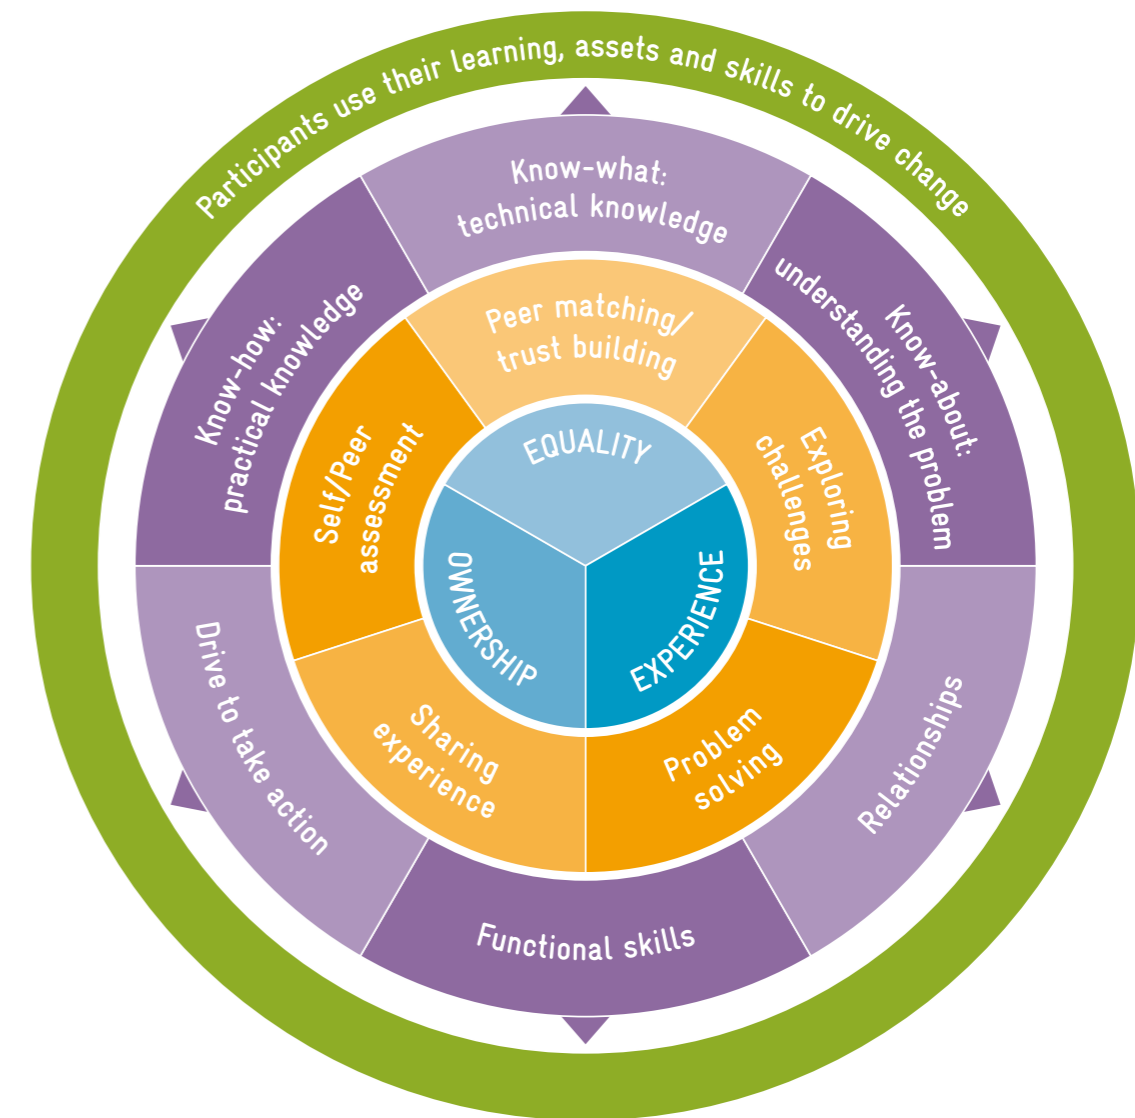 Participants use their learning, assets and skills to drive change
Know-what:
technical knowledge
Know-about:
understanding the problem
Relationships
Functional skills
Drive to take action
Know-how:
practical knowledge
Peer matching/
trust building
Exploring
challenges
Problem
solving
Sharing
experience
Self/Peer
assessment
EQUALITY
EXPERIENCE
OWNERSHIP